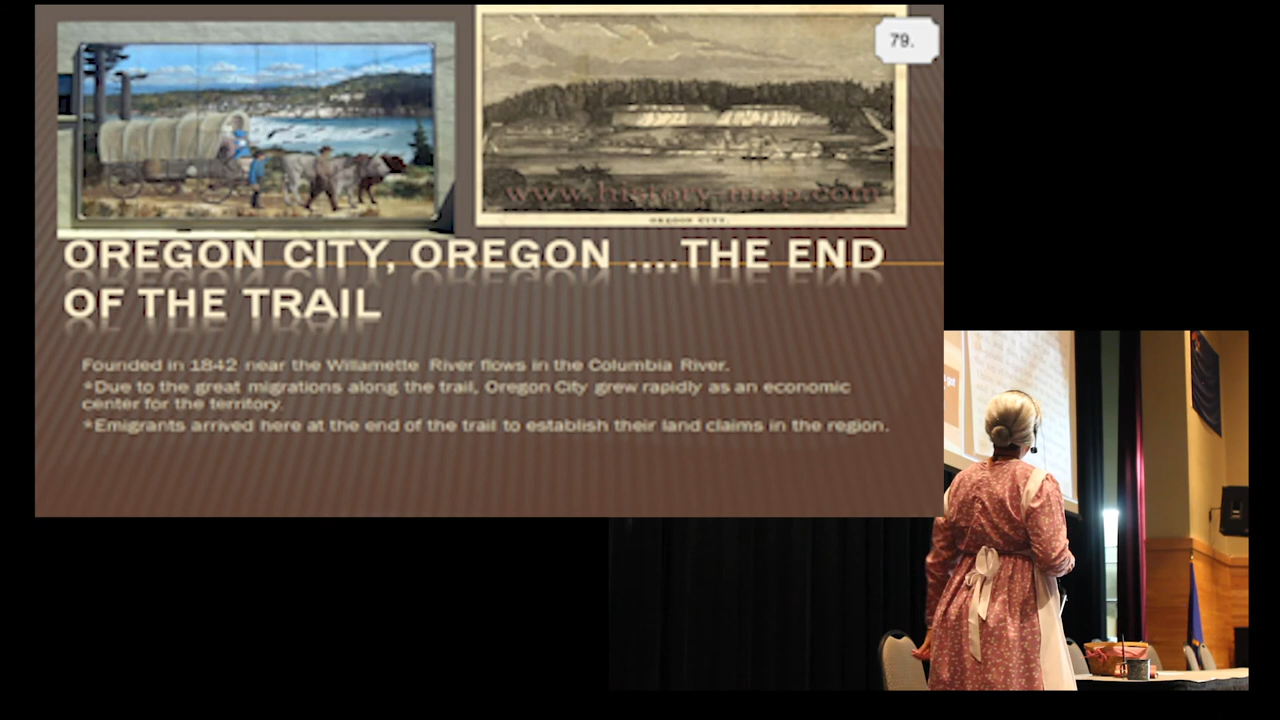 79.
www.history-map.com
OREGON CITY.
OREGON CITY, OREGON ....THE END
OF THE TRAIL
Founded in 1842 near the Willamette River flows in the Columbia River.
*Due to the great migrations along the trail, Oregon City grew rapidly as an economic
center for the territory.
*Emigrants arrived here at the end of the trail to establish their land claims in the region.